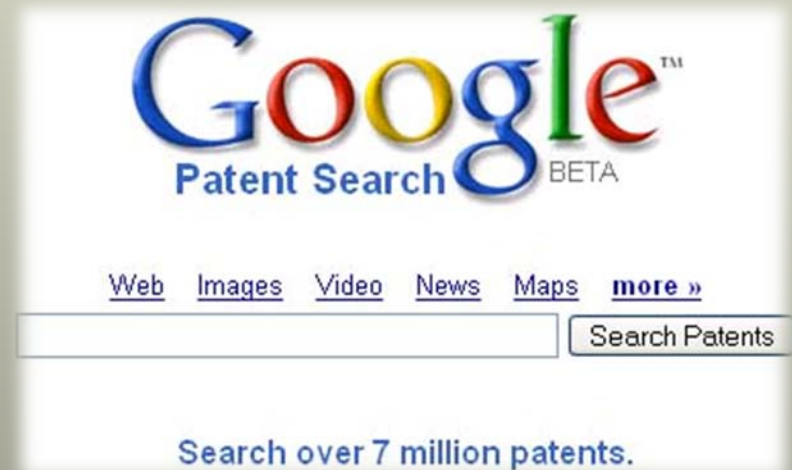 Google™
Patent Search BETA
Web Images Video News Maps more »
Search Patents
Search over 7 million patents.